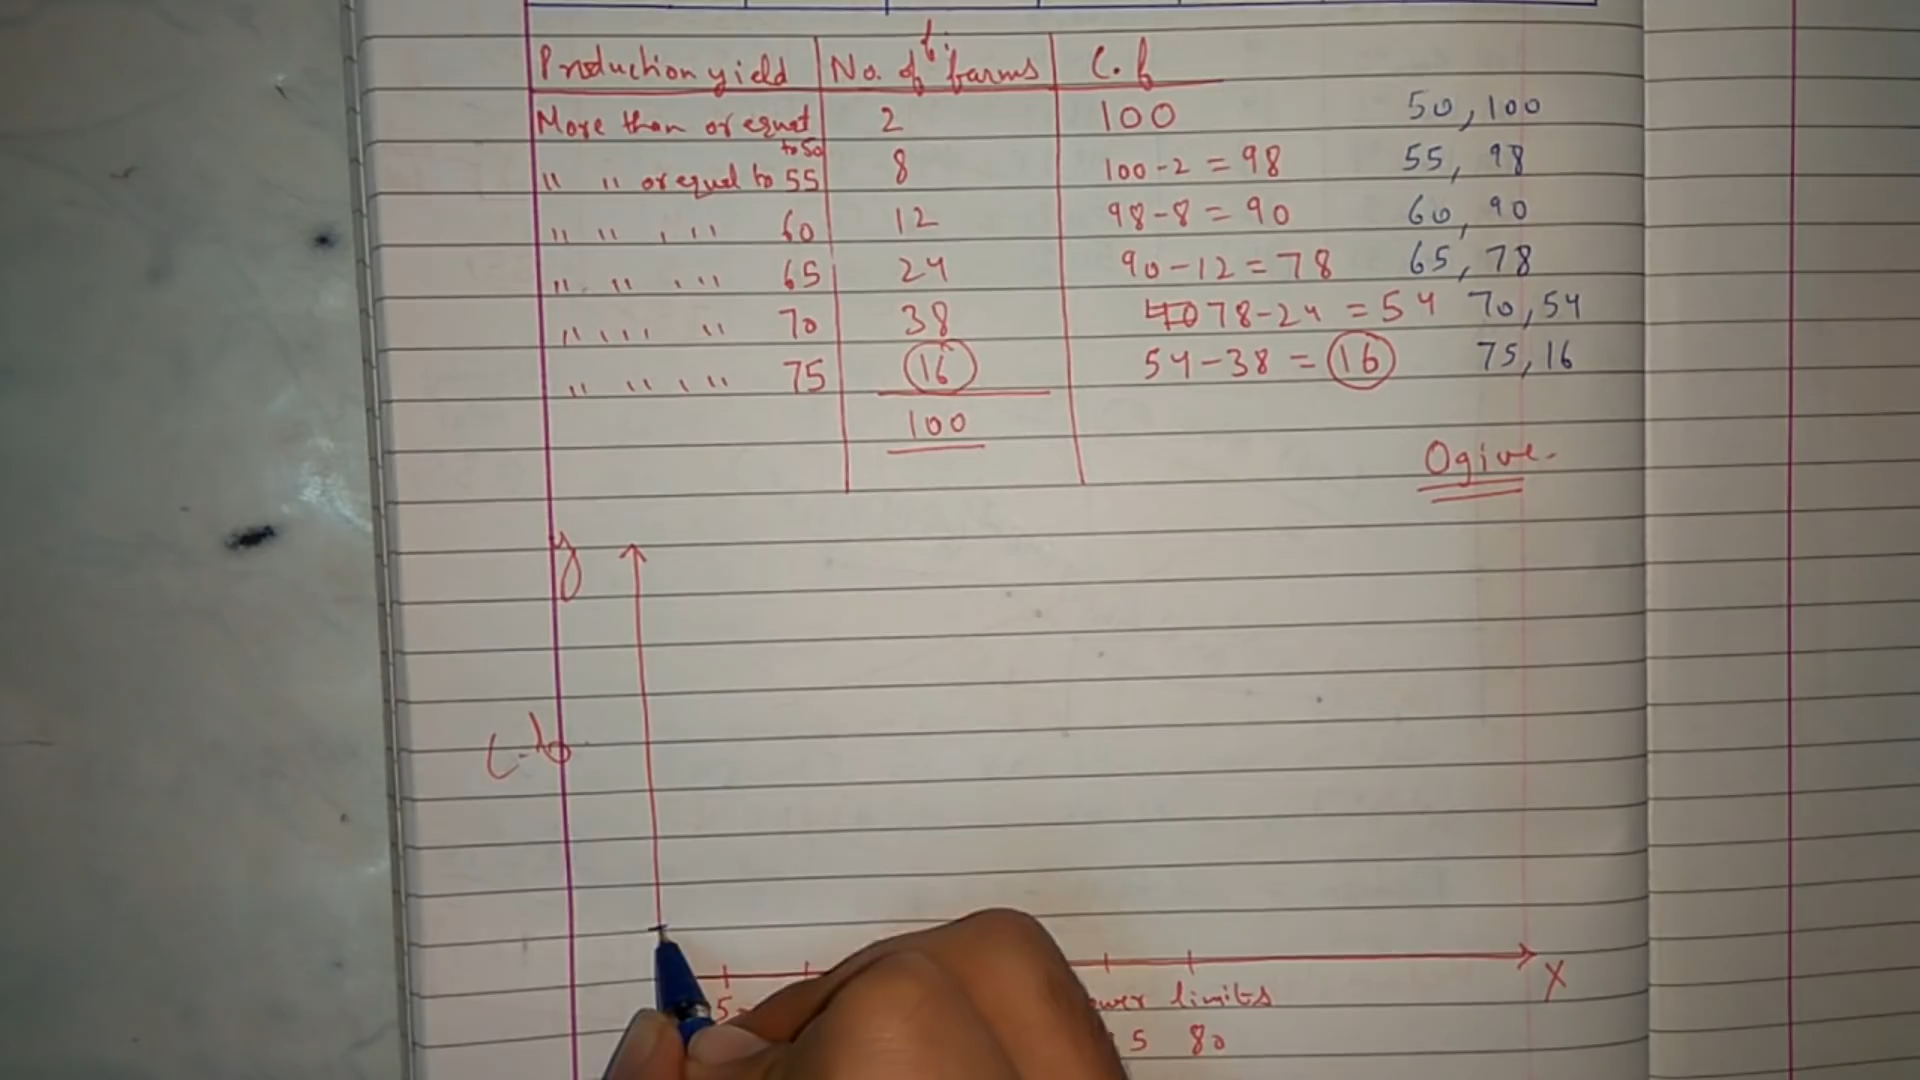 Production yield No. of farms C.f
f.
More than or equal 2 100 50, 100
to 50
" " or equal to 55 8 100-2 = 98 55, 98
" " , " 60 12 98-8 = 90 60, 90
" " , " 65 24 90-12 = 78 65, 78
" " " 70 38 78-24 = 54 70, 54
" " , " 75 16 54-38 = 16 75, 16
100
Ogive.
y
C.f
X
limits
5 80